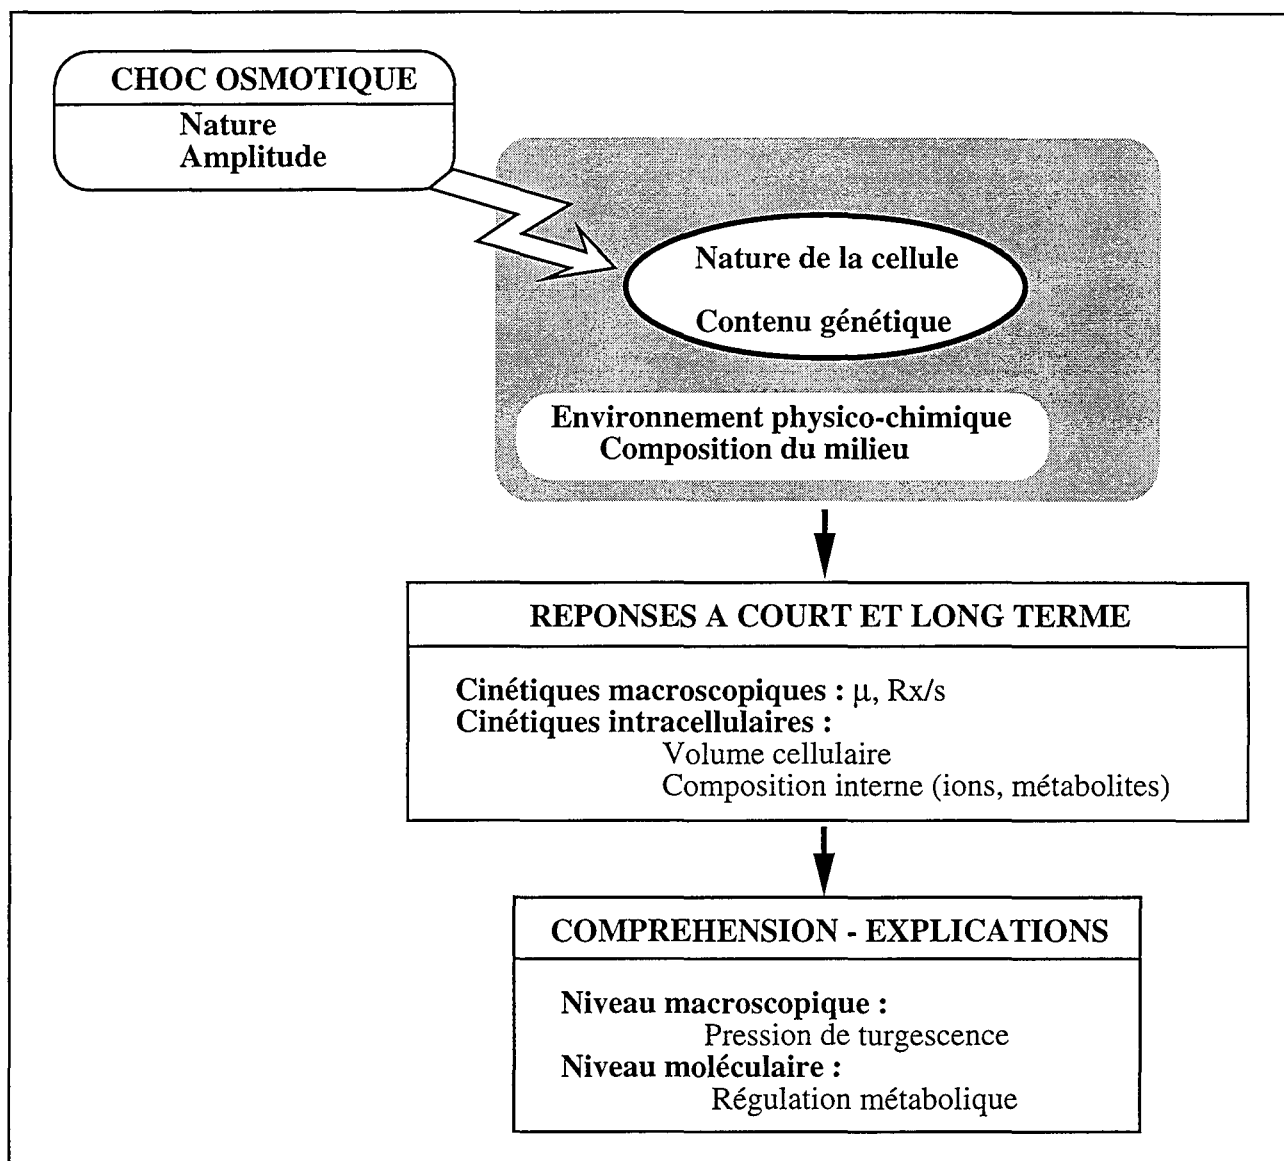 CHOC OSMOTIQUE
Nature
Amplitude
Nature de la cellule
Contenu génétique
Environnement physico-chimique
Composition du milieu
REPONSES A COURT ET LONG TERME
Cinétiques macroscopiques : µ, Rx/s
Cinétiques intracellulaires :
Volume cellulaire
Composition interne (ions, métabolites)
COMPREHENSION - EXPLICATIONS
Niveau macroscopique :
Pression de turgescence
Niveau moléculaire :
Régulation métabolique